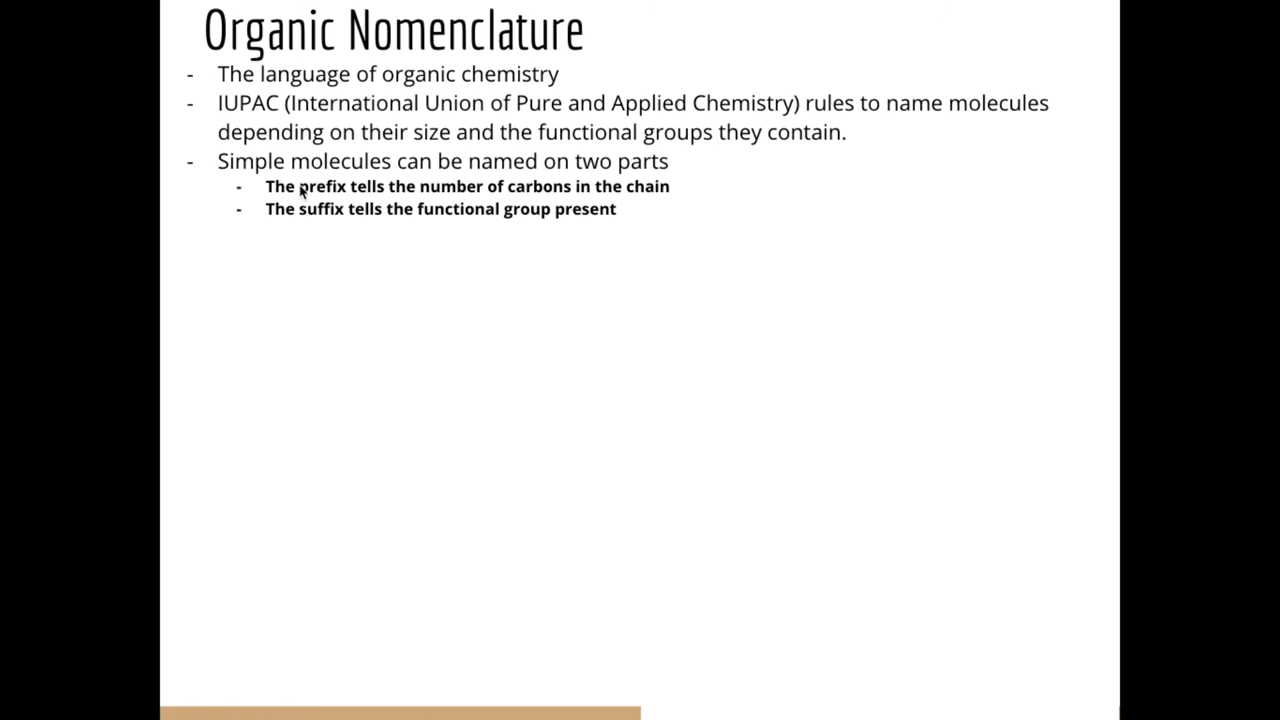 Organic Nomenclature
- The language of organic chemistry
- IUPAC (International Union of Pure and Applied Chemistry) rules to name molecules
depending on their size and the functional groups they contain.
- Simple molecules can be named on two parts
- The prefix tells the number of carbons in the chain
- The suffix tells the functional group present